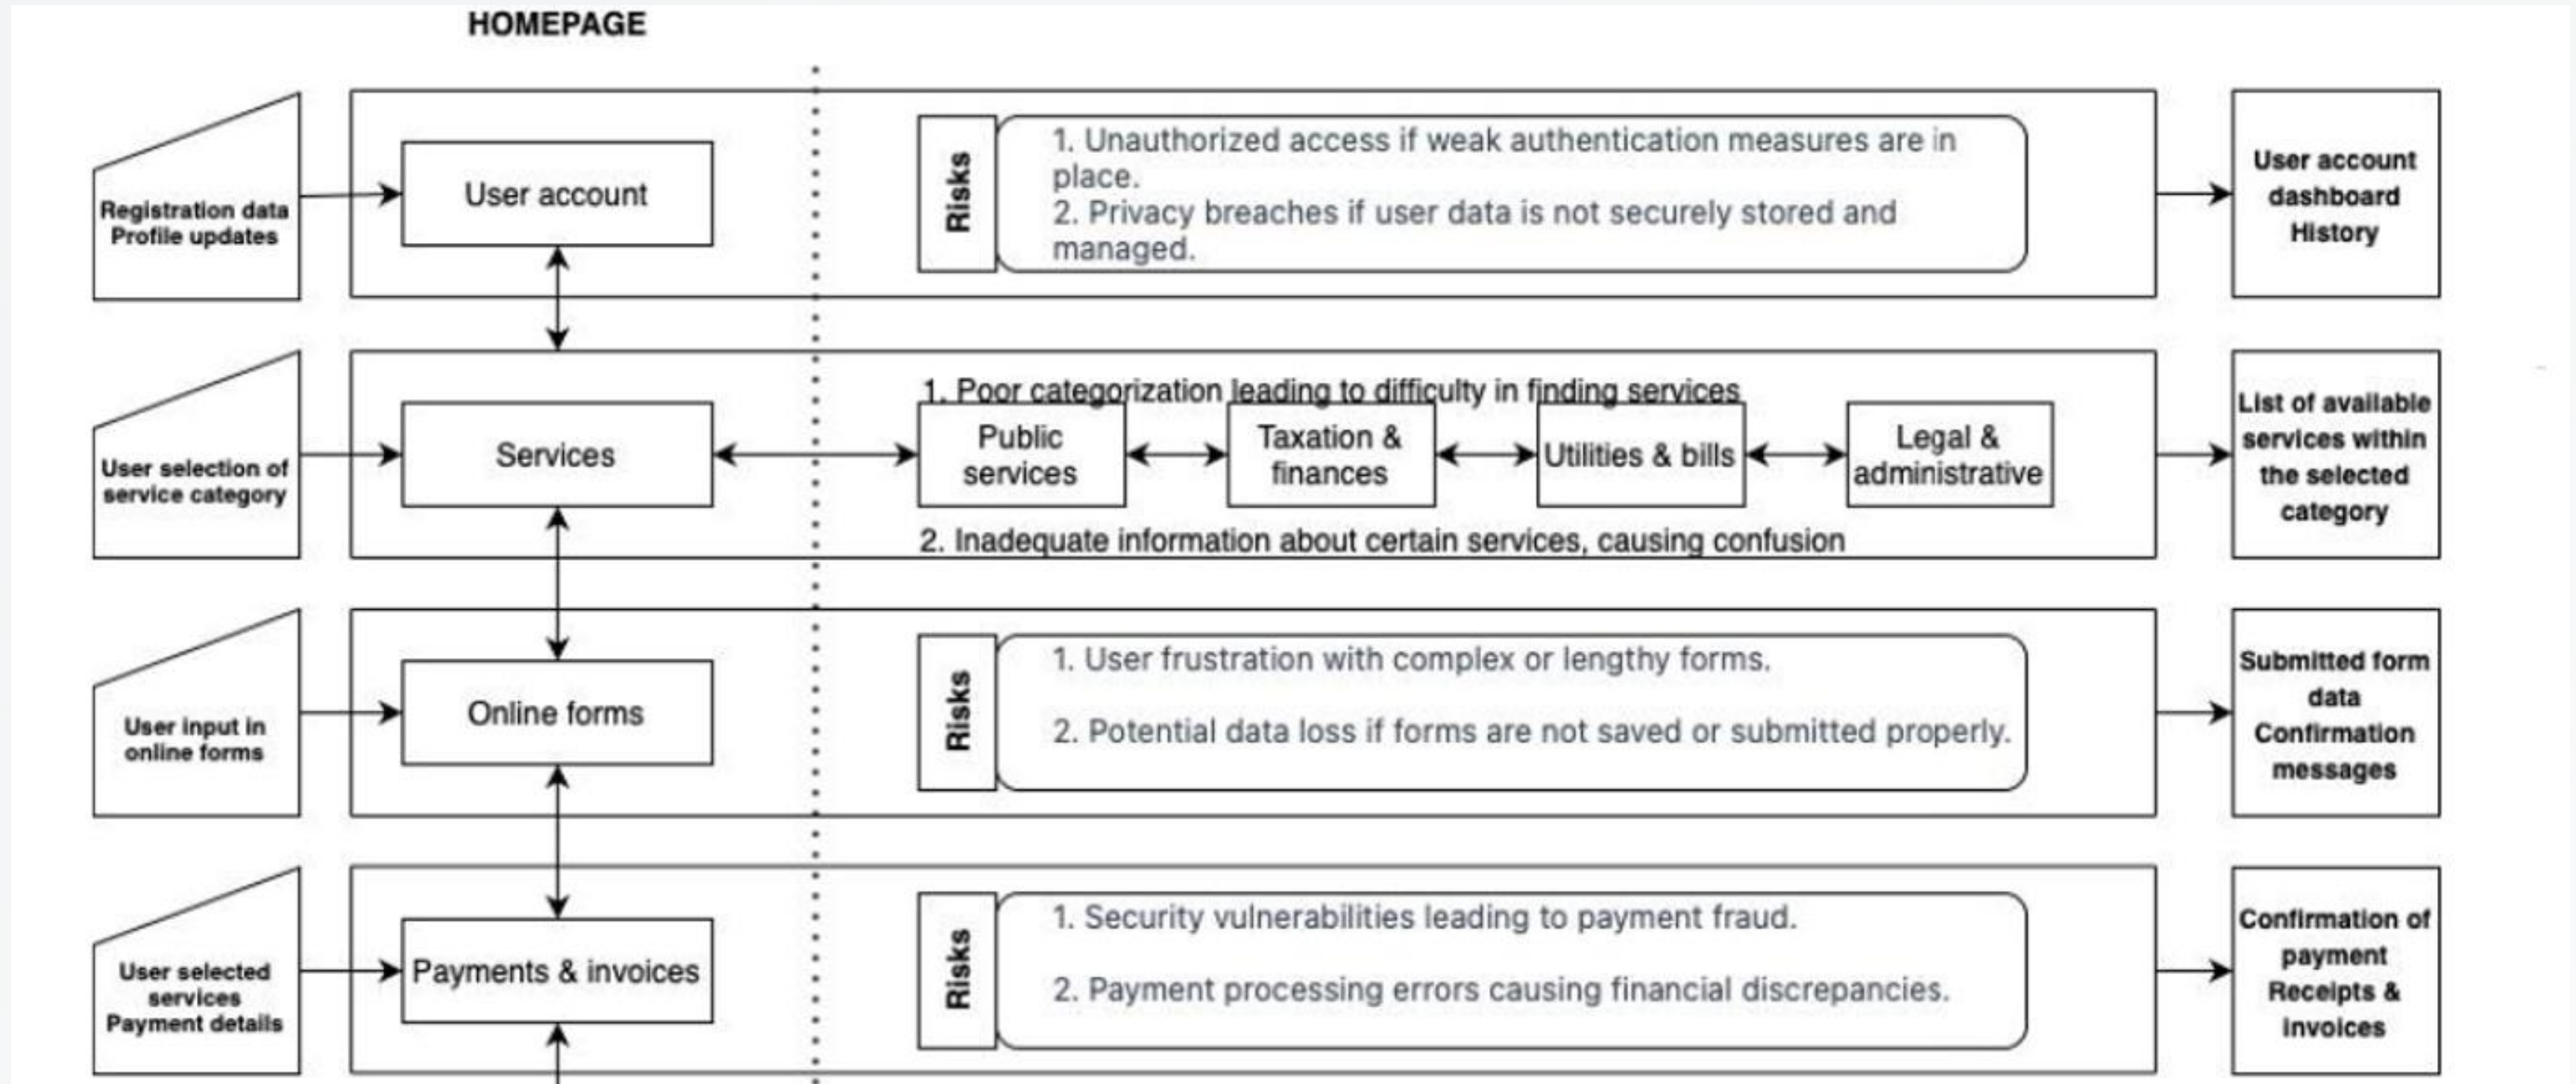 HOMEPAGE
Registration data
Profile updates
User account
Risks
1. Unauthorized access if weak authentication measures are in
place.
2. Privacy breaches if user data is not securely stored and
managed.
User account
dashboard
History
User selection of
service category
Services
1. Poor categorization leading to difficulty in finding services
Public
services
Taxation &
finances
Utilities & bills
Legal &
administrative
2. Inadequate information about certain services, causing confusion
List of available
services within
the selected
category
User input in
online forms
Online forms
Risks
1. User frustration with complex or lengthy forms.
2. Potential data loss if forms are not saved or submitted properly.
Submitted form
data
Confirmation
messages
User selected
services
Payment details
Payments & invoices
Risks
1. Security vulnerabilities leading to payment fraud.
2. Payment processing errors causing financial discrepancies.
Confirmation of
payment
Receipts &
invoices